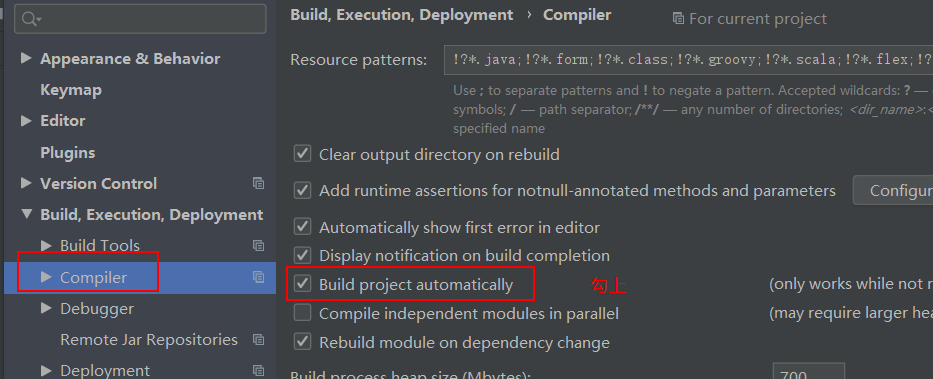 Appearance & Behavior
Keymap
Editor
Plugins
Version Control
Build, Execution, Deployment
Build Tools
Compiler
Debugger
Remote Jar Repositories
Deployment
Build, Execution, Deployment › Compiler
For current project
Resource patterns: !?*.java;!?*.form;!?*.class;!?*.groovy;!?*.scala;!?*.flex;!?
Use ; to separate patterns and ! to negate a pattern. Accepted wildcards: ? —
symbols; / — path separator; /**/ — any number of directories; <dir_name>:<
specified name
Clear output directory on rebuild
Add runtime assertions for notnull-annotated methods and parameters Configur
Automatically show first error in editor
Display notification on build completion
Build project automatically 勾上 (only works while not r
Compile independent modules in parallel (may require larger hea
Rebuild module on dependency change
Build process heap size (Mbytes): 700